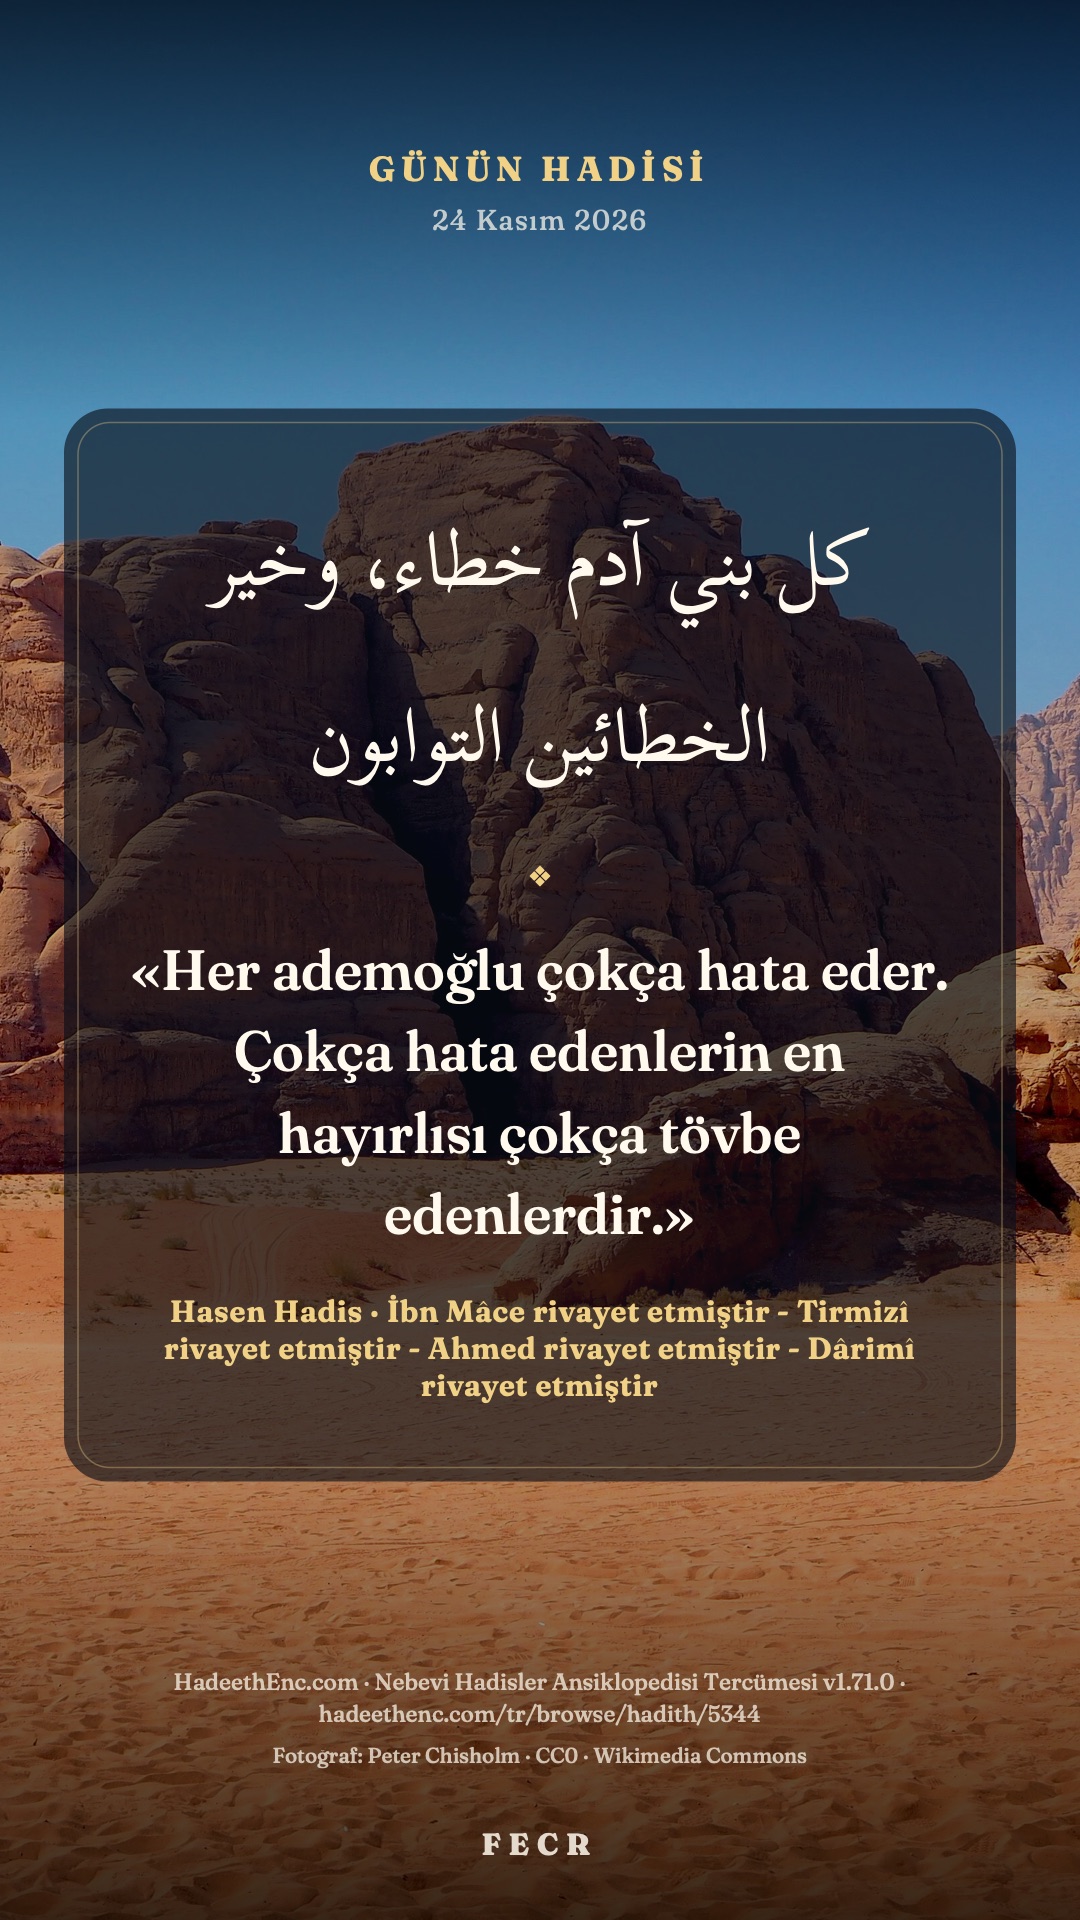 GÜNÜN HADİSİ
24 Kasım 2026
كل بني آدم خطاء، وخير
الخطائين التوابون
«Her ademoğlu çokça hata eder.
Çokça hata edenlerin en
hayırlısı çokça tövbe
edenlerdir.»
Hasen Hadis · İbn Mâce rivayet etmiştir - Tirmizî
rivayet etmiştir - Ahmed rivayet etmiştir - Dârimî
rivayet etmiştir
HadeethEnc.com · Nebevi Hadisler Ansiklopedisi Tercümesi v1.71.0 ·
hadeethenc.com/tr/browse/hadith/5344
Fotograf: Peter Chisholm · CC0 · Wikimedia Commons
FECR